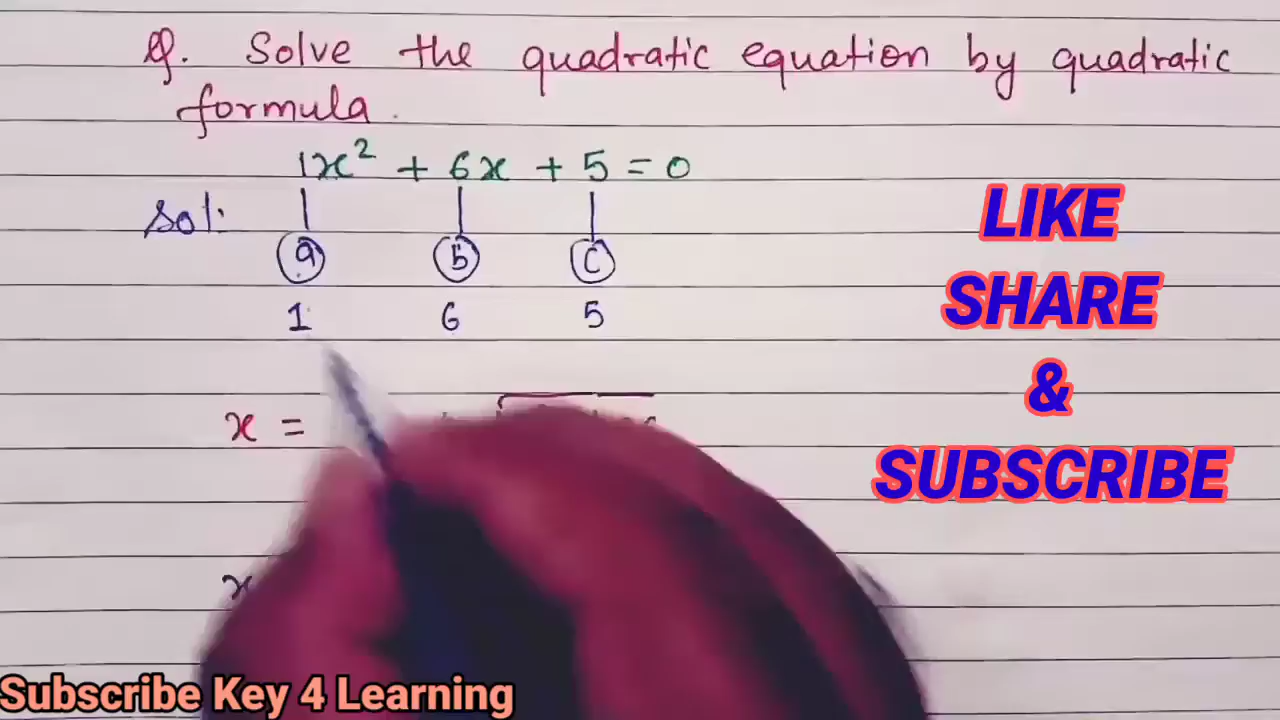 Q. Solve the quadratic equation by quadratic
formula.
1x² + 6x + 5 = 0
Sol:
a b c
1 6 5
x =
x
LIKE
SHARE
&
SUBSCRIBE
Subscribe Key 4 Learning